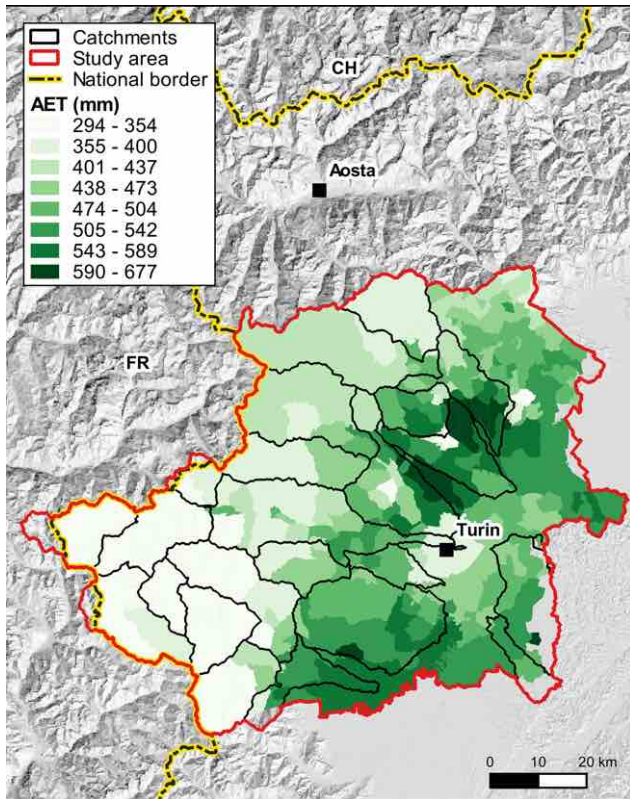 Catchments
Study area
National border
AET (mm)
294 - 354
355 - 400
401 - 437
438 - 473
474 - 504
505 - 542
543 - 589
590 - 677
CH
Aosta
FR
Turin
0 10 20 km